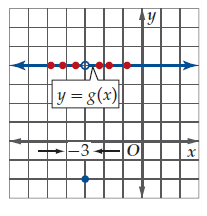 y
y = g(x)
−3 O x